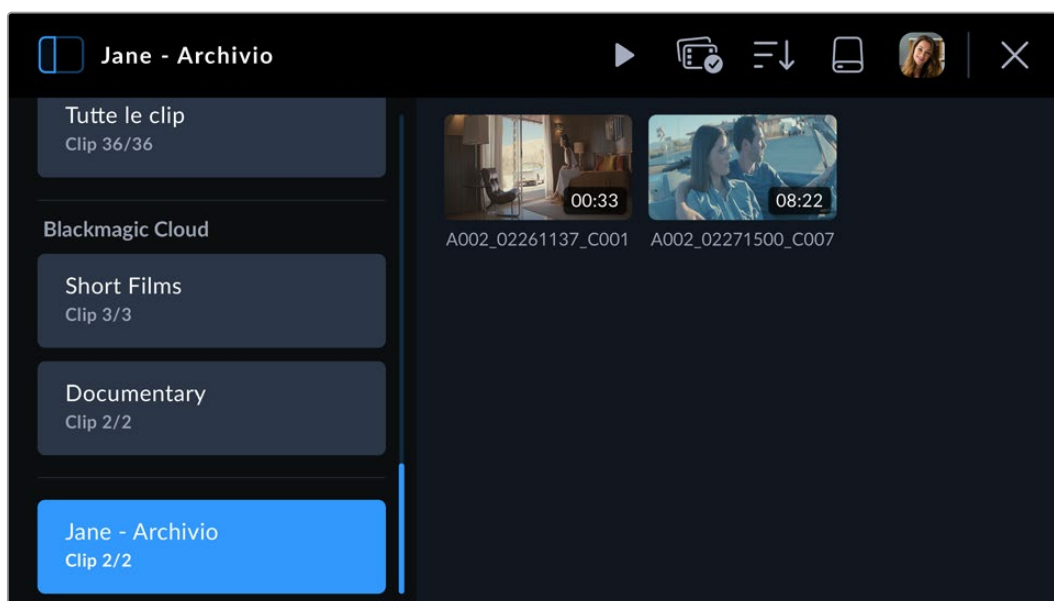 Jane - Archivio
Tutte le clip
Clip 36/36
Blackmagic Cloud
Short Films
Clip 3/3
Documentary
Clip 2/2
Jane - Archivio
Clip 2/2
00:33
08:22
A002_02261137_C001
A002_02271500_C007